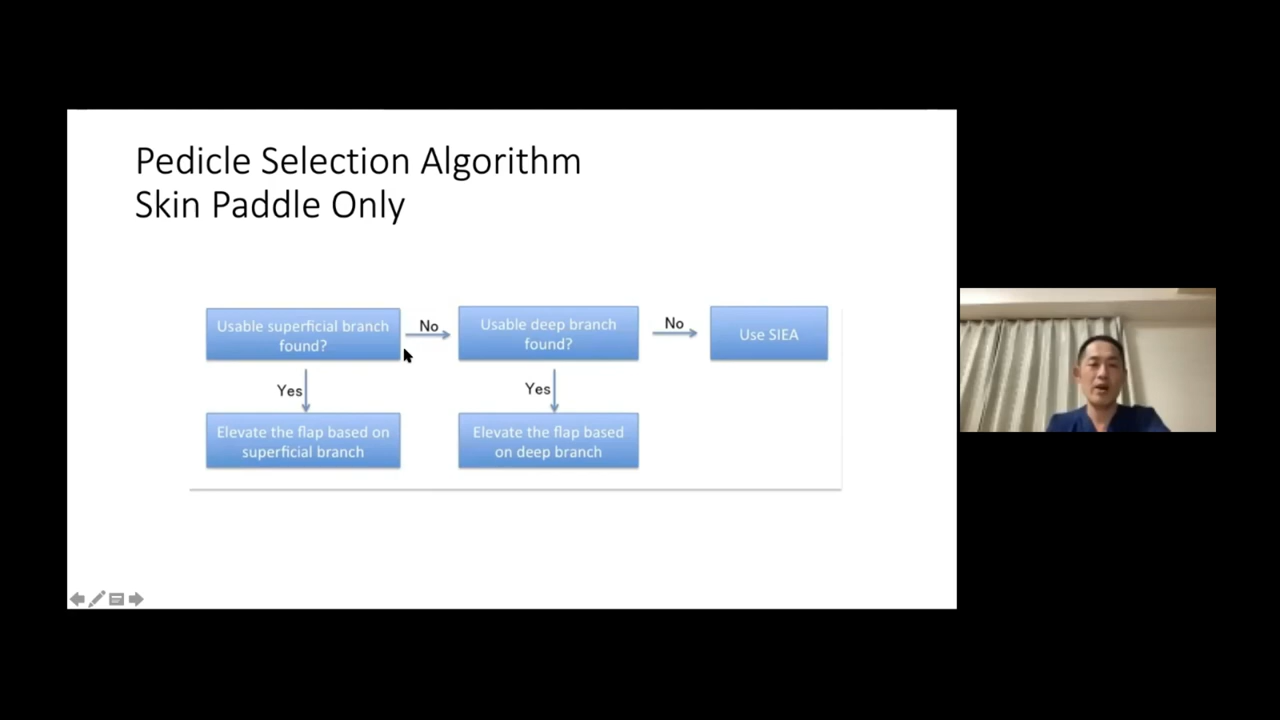 Pedicle Selection Algorithm
Skin Paddle Only
Usable superficial branch
found?
No
Usable deep branch
found?
No
Use SIEA
Yes
Yes
Elevate the flap based on
superficial branch
Elevate the flap based
on deep branch